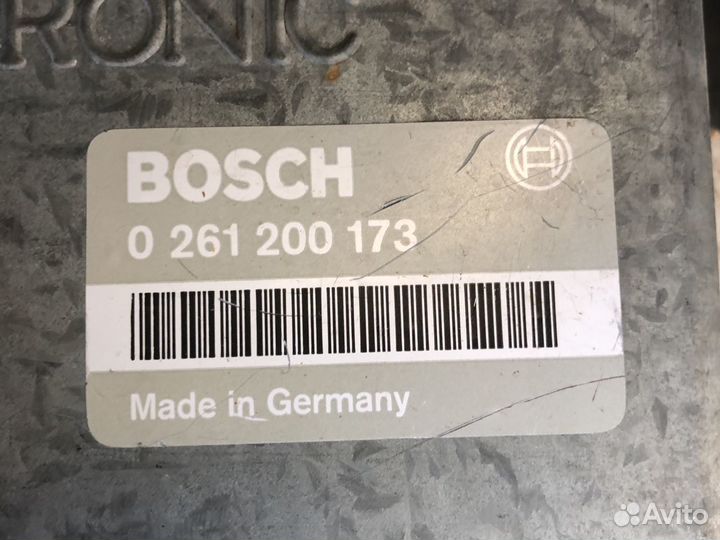 RONIC
BOSCH
0 261 200 173
Made in Germany
Avito